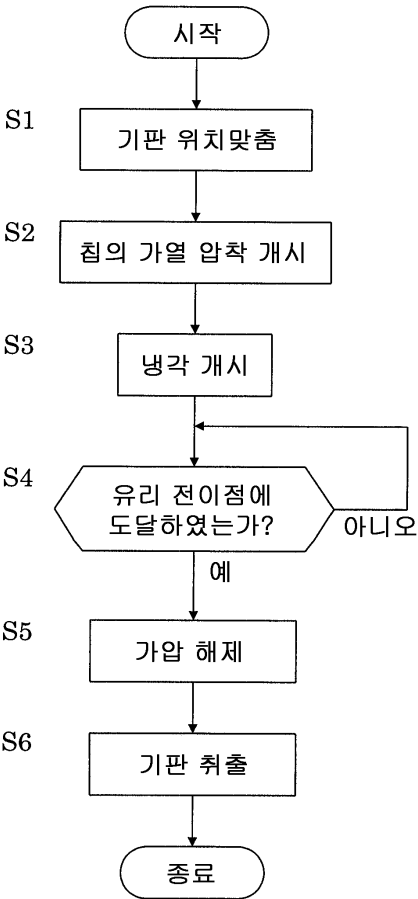 시작
S1
기판 위치맞춤
S2
칩의 가열 압착 개시
S3
냉각 개시
S4
유리 전이점에
도달하였는가?
아니오
예
S5
가압 해제
S6
기판 취출
종료